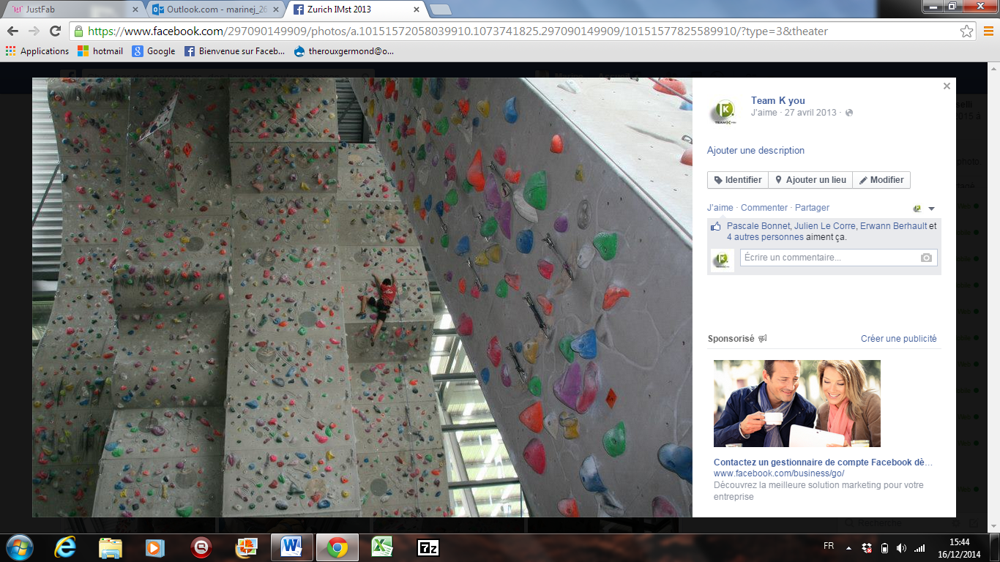 JustFab
Outlook.com - marinej_26
Zurich IMst 2013
https://www.facebook.com/297090149909/photos/a.10151572058039910.1073741825.297090149909/10151577825589910/?type=3&theater
Applications hotmail Google Bienvenue sur Faceb... therouxgermond@o...
Team K you
J'aime · 27 avril 2013 ·
Ajouter une description
Identifier Ajouter un lieu Modifier
J'aime · Commenter · Partager
Pascale Bonnet, Julien Le Corre, Erwann Berhault et
4 autres personnes aiment ça.
Écrire un commentaire...
Sponsorisé Créer une publicité
Contactez un gestionnaire de compte Facebook dè...
www.facebook.com/business/go/
Découvrez la meilleure solution marketing pour votre
entreprise
Recherche
FR 15:44
16/12/2014